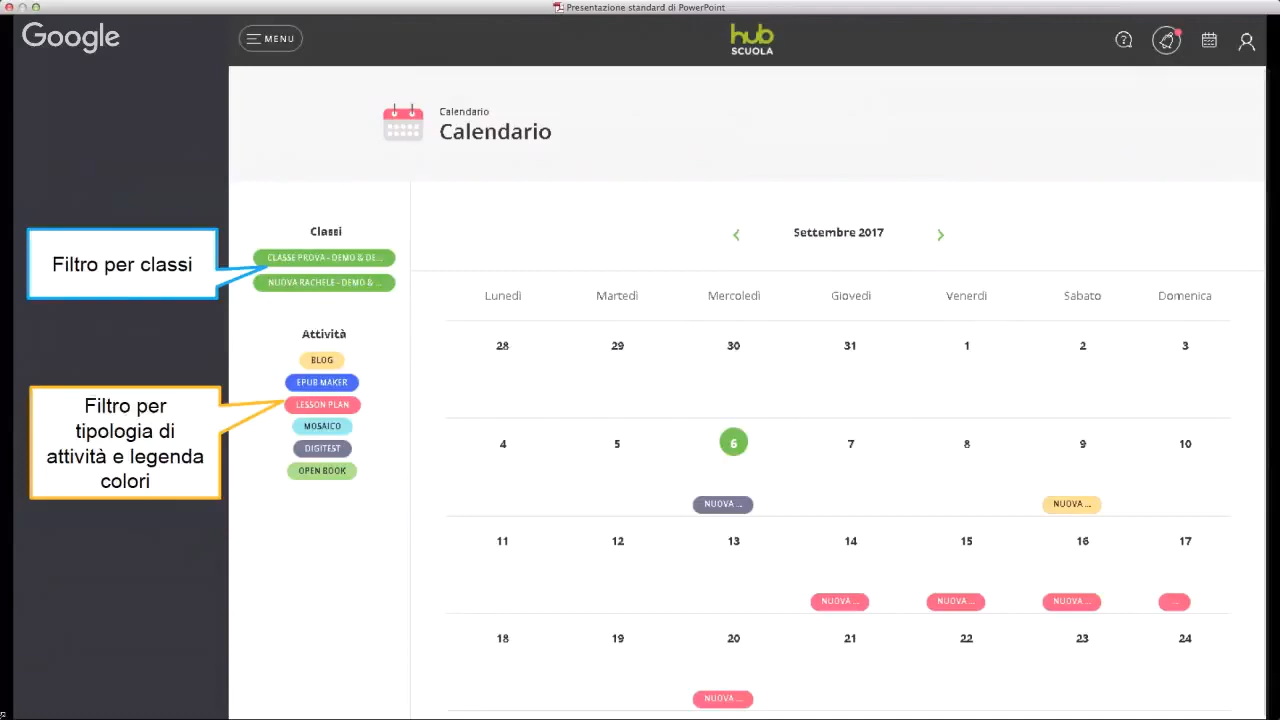 Presentazione standard di PowerPoint
Google
MENU
hub
SCUOLA
Calendario
Calendario
Filtro per classi
Classi
CLASSE PROVA - DEMO & DE...
NUOVA RACHELE - DEMO & ...
Attività
BLOG
EPUB MAKER
LESSON PLAN
MOSAICO
DIGITEST
OPEN BOOK
Filtro per
tipologia di
attività e legenda
colori
Settembre 2017
Lunedì Martedì Mercoledì Giovedì Venerdì Sabato Domenica
28 29 30 31 1 2 3
4 5 6 7 8 9 10
NUOVA ... NUOVA ...
11 12 13 14 15 16 17
NUOVA ... NUOVA ... NUOVA ... ...
18 19 20 21 22 23 24
NUOVA ...